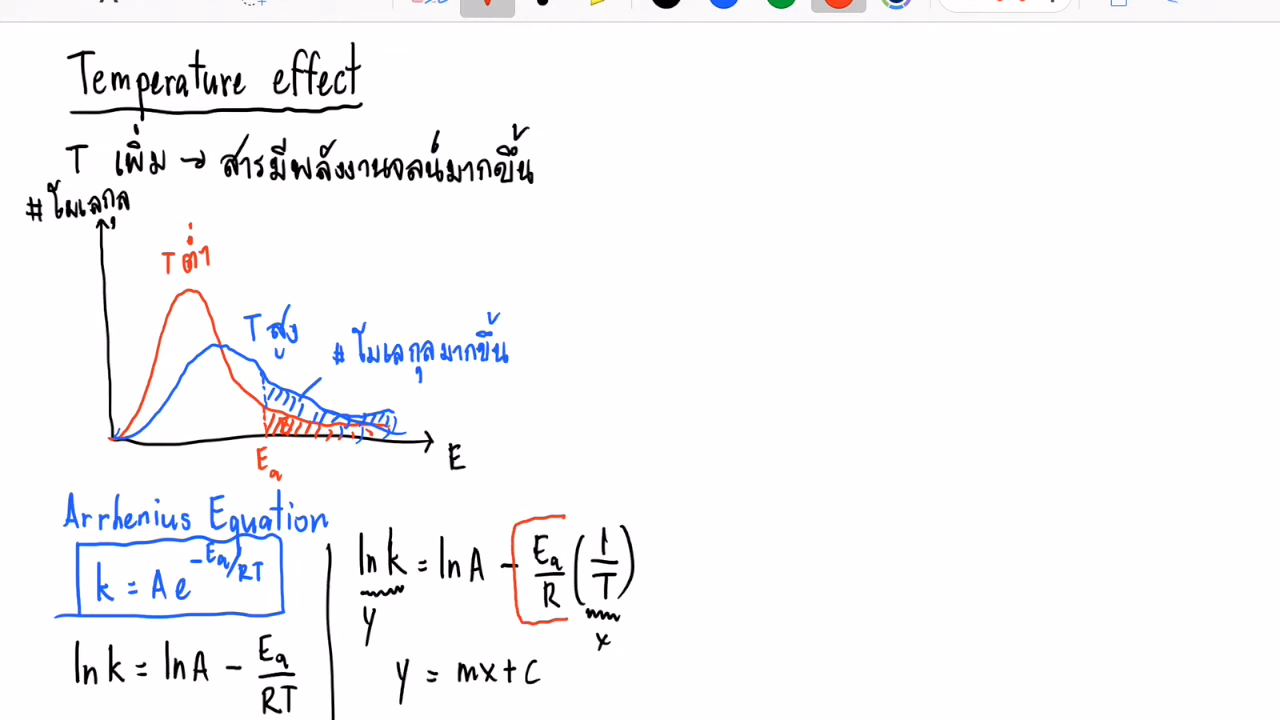 Temperature effect
T เพิ่ม → สารมีพลังงานจลน์มากขึ้น
#โมเลกุล
T ต่ำ
T สูง
# โมเลกุลมากขึ้น
Ea
E
Arrhenius Equation
k = A e^(-Ea/RT)
ln k = ln A - Ea/RT
ln k = ln A - Ea/R (1/T)
y
x
y = mx + c